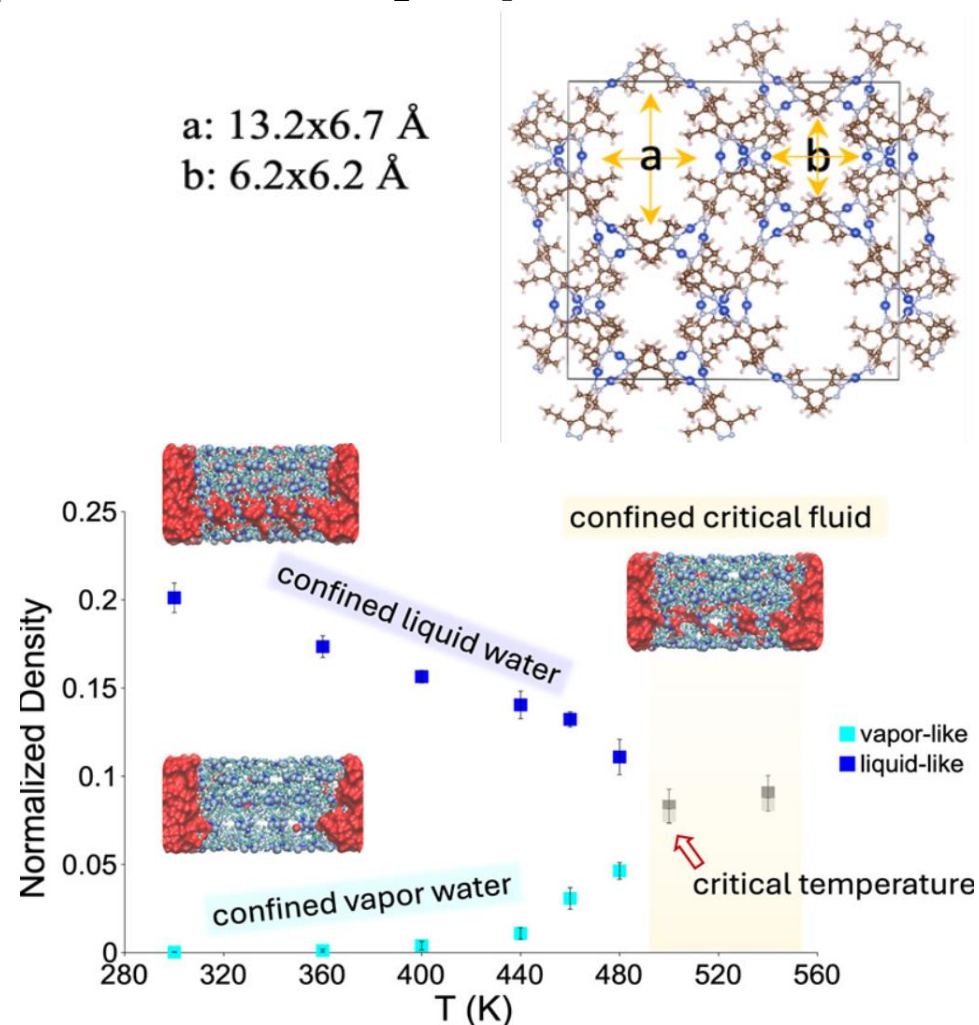 a: 13.2x6.7 Å
b: 6.2x6.2 Å
a
b
0.25
0.2
0.15
0.1
0.05
0
Normalized Density
confined liquid water
confined critical fluid
confined vapor water
vapor-like
liquid-like
critical temperature
280 320 360 400 440 480 520 560
T (K)